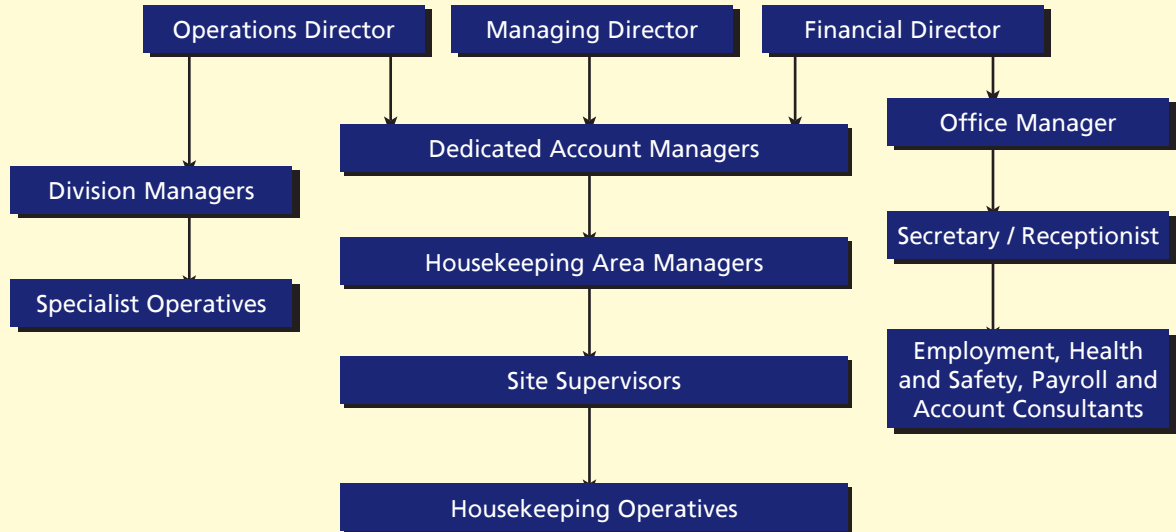 Operations Director
Managing Director
Financial Director
Office Manager
Dedicated Account Managers
Division Managers
Secretary / Receptionist
Housekeeping Area Managers
Specialist Operatives
Employment, Health
and Safety, Payroll and
Account Consultants
Site Supervisors
Housekeeping Operatives